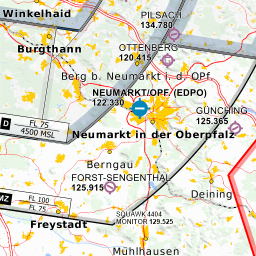 Winkelhaid
PILSACH
134.780
Burgthann
OTTENBERG
120.415
Berg b. Neumarkt i. d. OPf
NEUMARKT/OPF (EDPO)
122.330
GÜNCHING
125.365
D
FL 75
4500 MSL
Neumarkt in der Oberpfalz
Berngau
FORST-SENGENTHAL
125.915
Deining
MZ
FL 100
FL 75
Freystadt
SQUAWK 4404
MONITOR 129.525
Mühlhausen